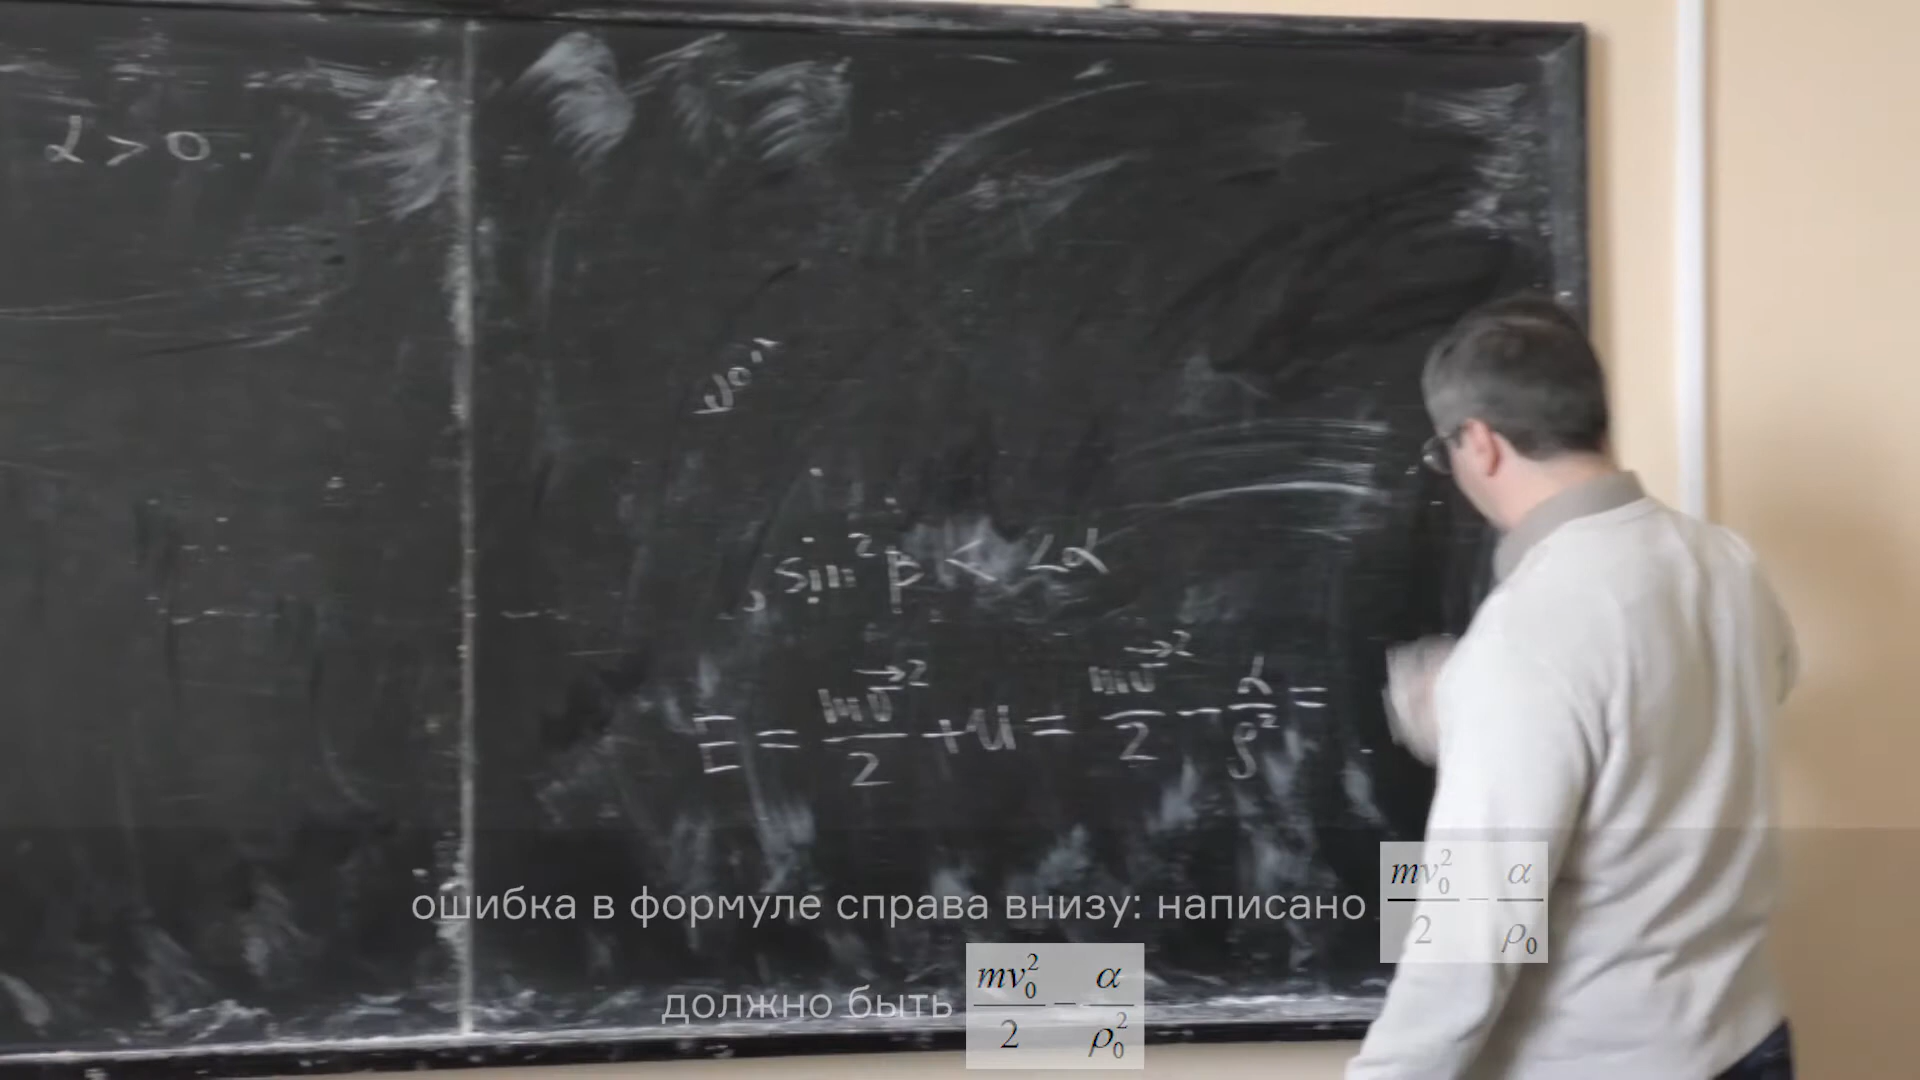 α > 0.
sin²β < 2α
E = mv⃗²/2 + U = mv⃗²/2 − α/ρ² =
ошибка в формуле справа внизу: написано mv₀²/2 − α/ρ₀
должно быть mv₀²/2 − α/ρ₀²